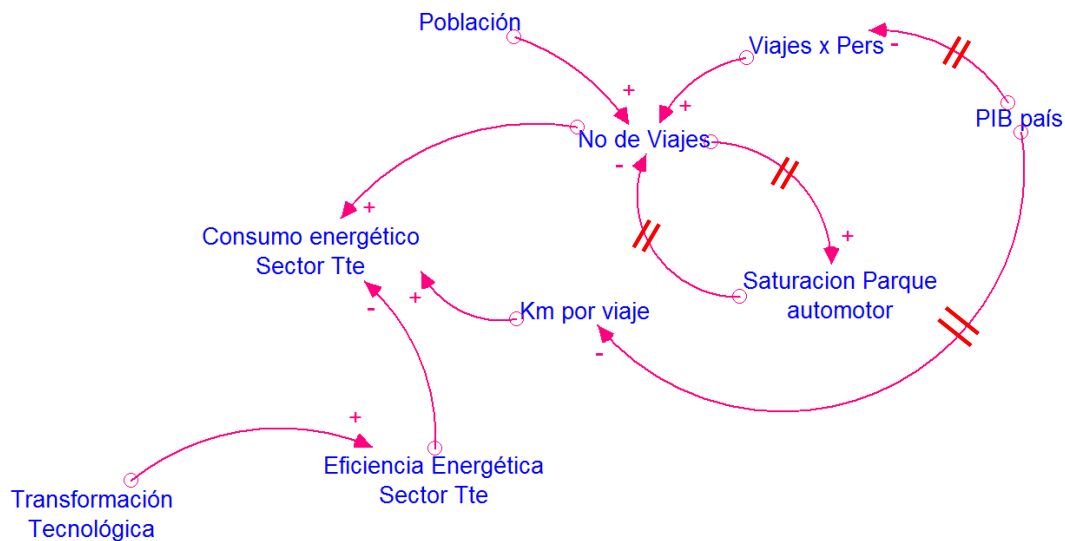 Población
Viajes x Pers
PIB país
No de Viajes
Consumo energético
Sector Tte
Saturacion Parque
automotor
Km por viaje
Eficiencia Energética
Sector Tte
Transformación
Tecnológica
+
+
-
-
+
+
+
-
-
+